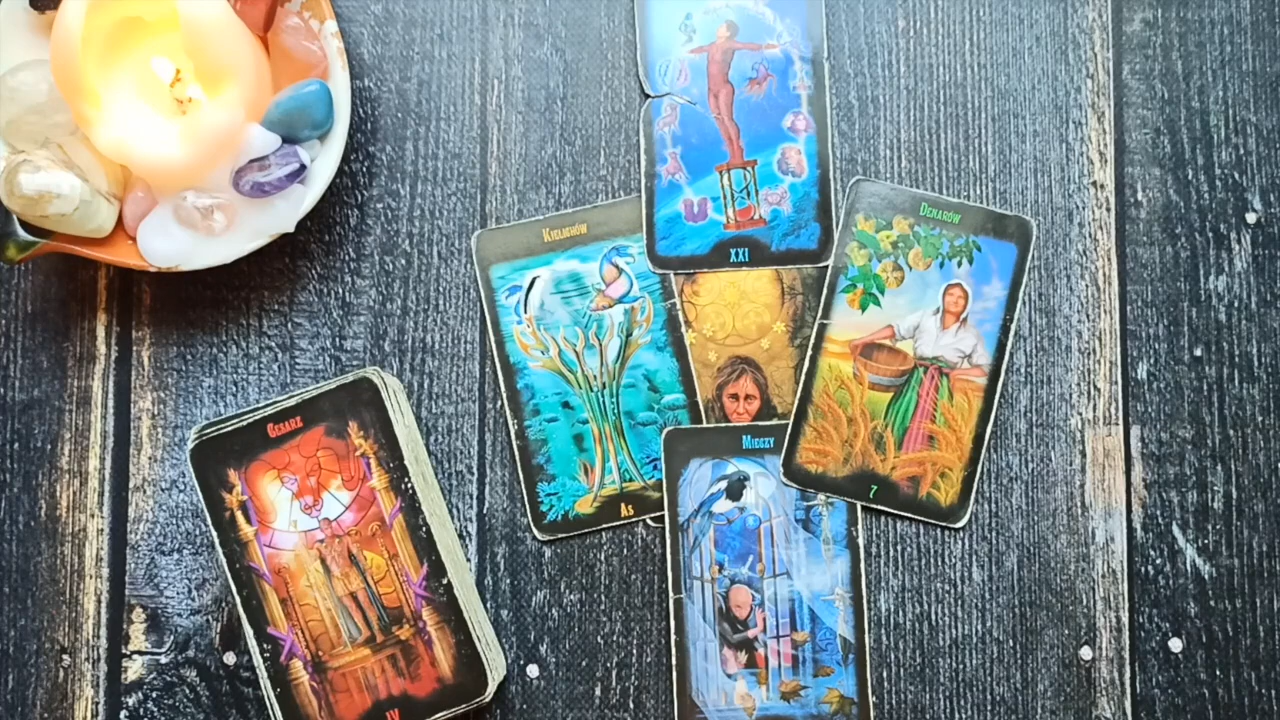 XXI
Kielichów
Denarów
Cesarz
Mieczy
7
As
IV